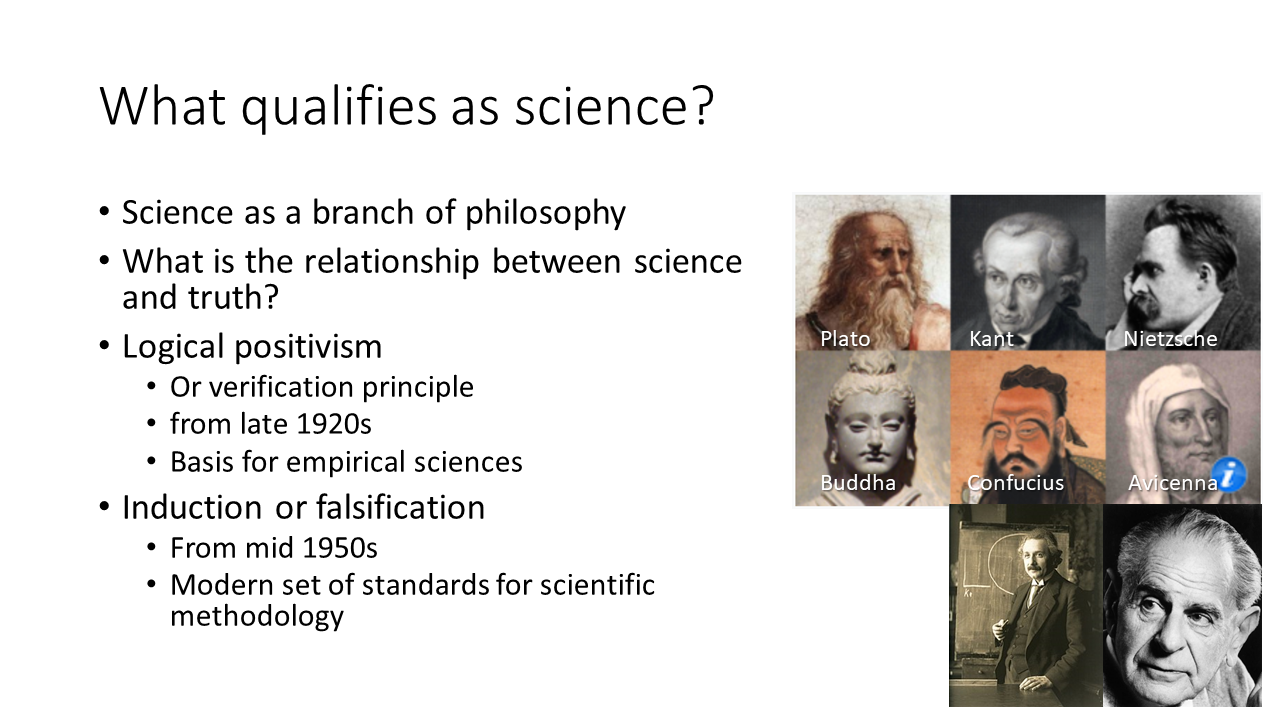 What qualifies as science?
• Science as a branch of philosophy
• What is the relationship between science
and truth?
• Logical positivism
• Or verification principle
• from late 1920s
• Basis for empirical sciences
• Induction or falsification
• From mid 1950s
• Modern set of standards for scientific
methodology
Plato Kant Nietzsche
Buddha Confucius Avicenna
i